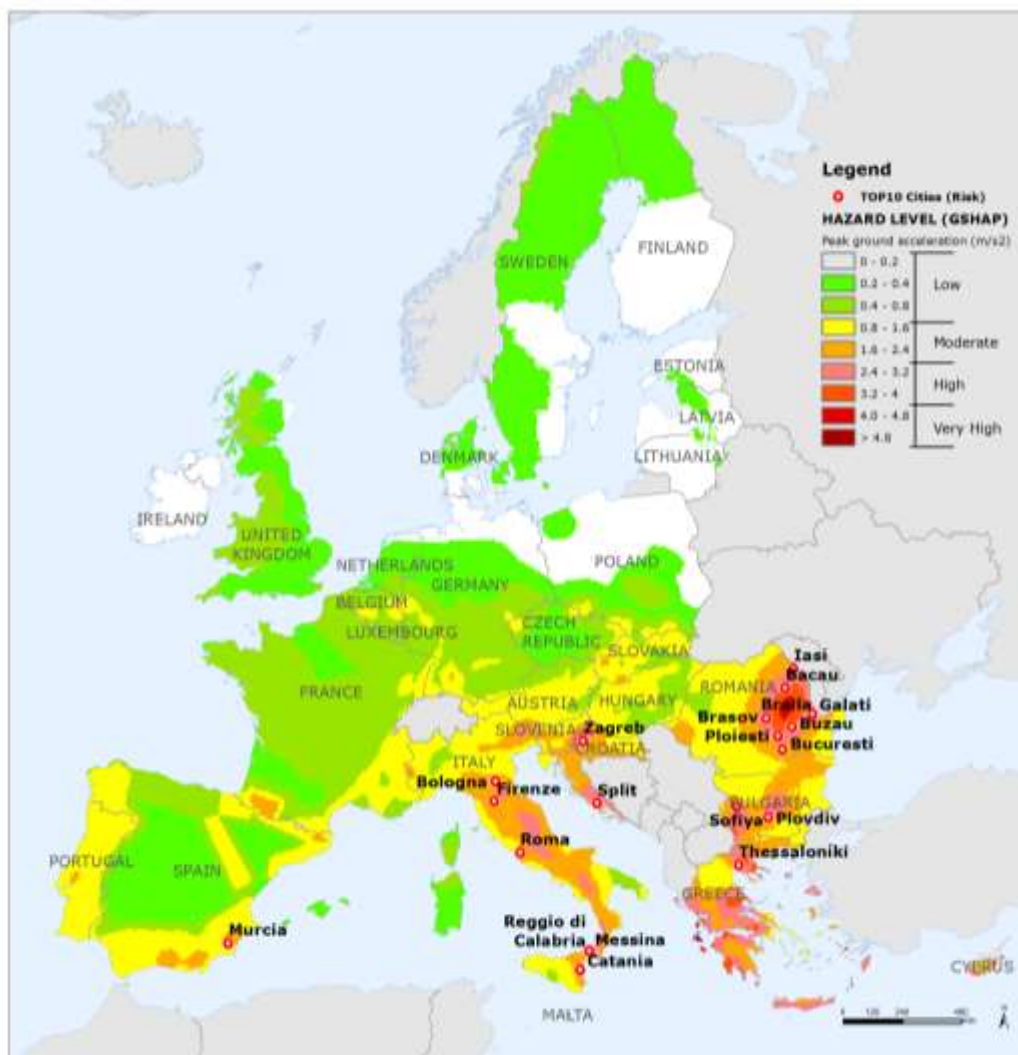 Legend
TOP10 Cities (Risk)
HAZARD LEVEL (GSHAP)
Peak ground acceleration (m/s2)
0 - 0.2
0.2 - 0.4
Low
0.4 - 0.8
0.8 - 1.6
Moderate
1.6 - 2.4
2.4 - 3.2
High
3.2 - 4
4.0 - 4.8
Very High
> 4.8
FINLAND
SWEDEN
ESTONIA
LATVIA
LITHUANIA
DENMARK
IRELAND
UNITED
KINGDOM
NETHERLANDS
POLAND
GERMANY
BELGIUM
CZECH
REPUBLIC
LUXEMBOURG
SLOVAKIA
FRANCE
AUSTRIA
HUNGARY
ROMANIA
Iasi
Bacau
Braila
Galati
Brasov
Buzau
Ploiesti
Bucuresti
SLOVENIA
Zagreb
CROATIA
ITALY
Bologna
Firenze
Split
BULGARIA
Sofiya
Plovdiv
Roma
Thessaloniki
PORTUGAL
SPAIN
GREECE
Murcia
Reggio di
Calabria
Messina
Catania
CYPRUS
MALTA
0
120
240
480